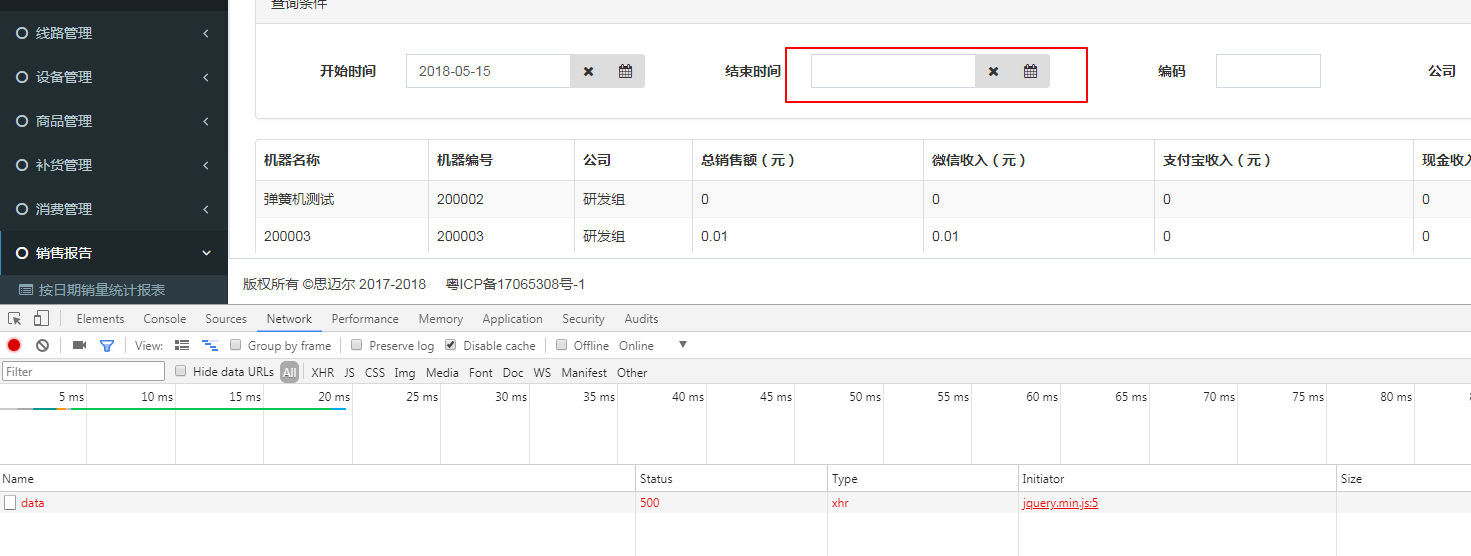 查询条件
线路管理
设备管理
商品管理
补货管理
消费管理
销售报告
按日期销量统计报表
开始时间 2018-05-15 结束时间 编码 公司
机器名称 机器编号 公司 总销售额（元） 微信收入（元） 支付宝收入（元） 现金收入
弹簧机测试 200002 研发组 0 0 0 0
200003 200003 研发组 0.01 0.01 0 0
版权所有 ©思迈尔 2017-2018 粤ICP备17065308号-1
Elements Console Sources Network Performance Memory Application Security Audits
View: Group by frame Preserve log Disable cache Offline Online
Filter Hide data URLs All XHR JS CSS Img Media Font Doc WS Manifest Other
5 ms 10 ms 15 ms 20 ms 25 ms 30 ms 35 ms 40 ms 45 ms 50 ms 55 ms 60 ms 65 ms 70 ms 75 ms 80 ms
Name Status Type Initiator Size
data 500 xhr jquery.min.js:5